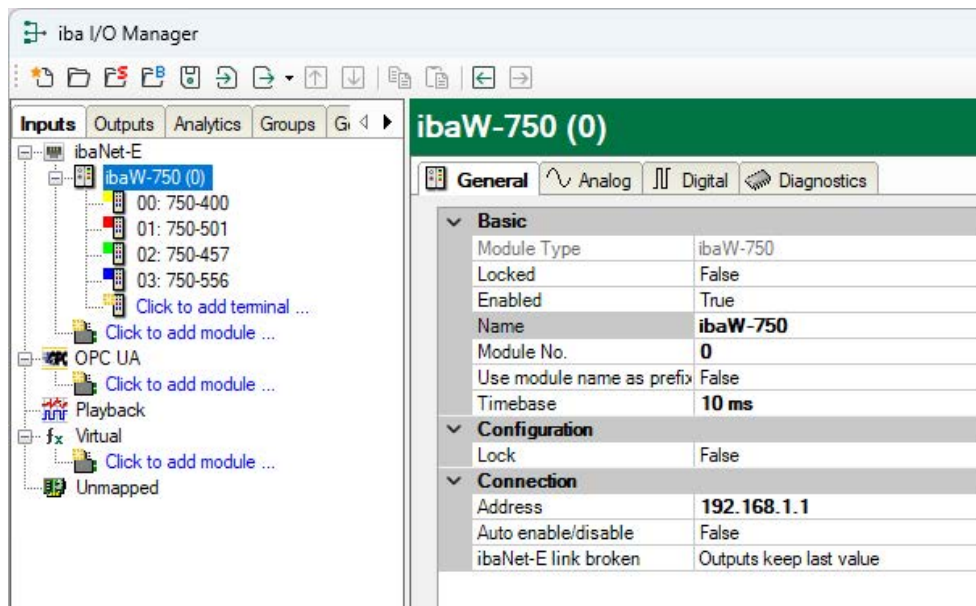 iba I/O Manager
Inputs Outputs Analytics Groups
ibaNet-E
ibaW-750 (0)
00: 750-400
01: 750-501
02: 750-457
03: 750-556
Click to add terminal ...
Click to add module ...
OPC UA
Click to add module ...
Playback
Virtual
Click to add module ...
Unmapped
ibaW-750 (0)
General Analog Digital Diagnostics
Basic
Module Type ibaW-750
Locked False
Enabled True
Name ibaW-750
Module No. 0
Use module name as prefix False
Timebase 10 ms
Configuration
Lock False
Connection
Address 192.168.1.1
Auto enable/disable False
ibaNet-E link broken Outputs keep last value